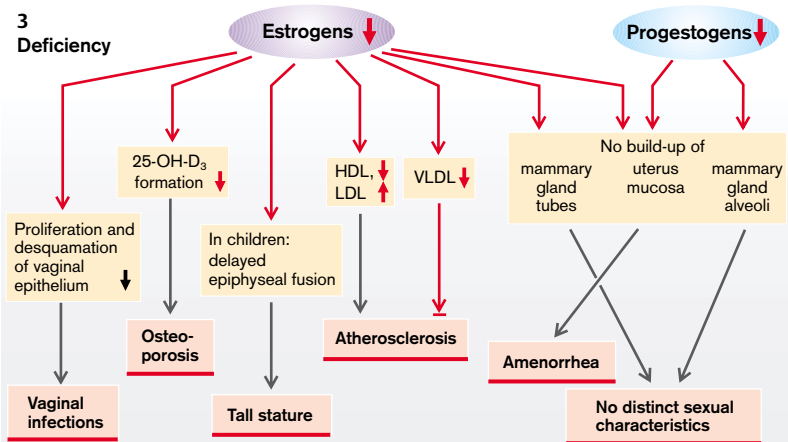 3
Deficiency
Estrogens
Progestogens
25-OH-D₃
formation
HDL,
LDL
VLDL
No build-up of
mammary
gland
tubes
uterus
mucosa
mammary
gland
alveoli
Proliferation and
desquamation
of vaginal
epithelium
In children:
delayed
epiphyseal fusion
Osteo-
porosis
Atherosclerosis
Amenorrhea
Vaginal
infections
Tall stature
No distinct sexual
characteristics